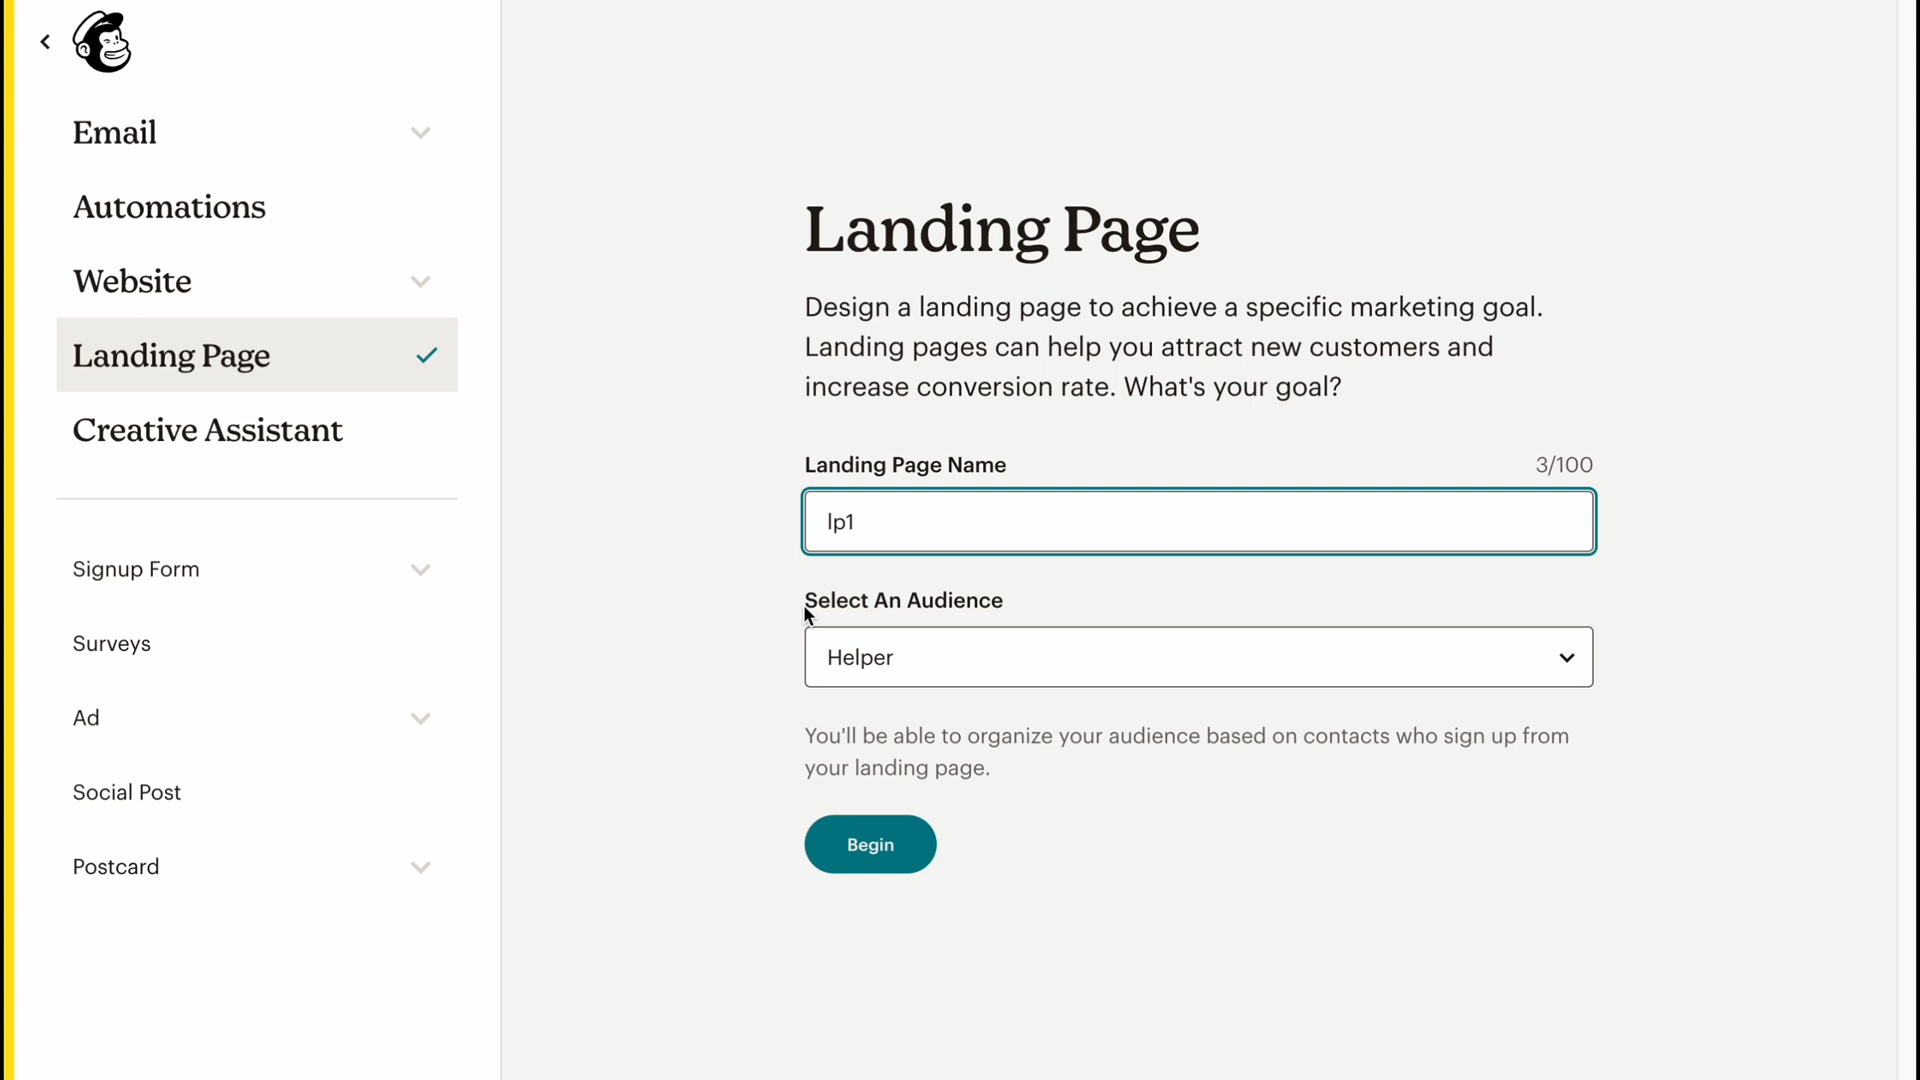 Email
Automations
Website
Landing Page
Creative Assistant
Signup Form
Surveys
Ad
Social Post
Postcard
Landing Page
Design a landing page to achieve a specific marketing goal.
Landing pages can help you attract new customers and
increase conversion rate. What's your goal?
Landing Page Name 3/100
lp1
Select An Audience
Helper
You'll be able to organize your audience based on contacts who sign up from
your landing page.
Begin